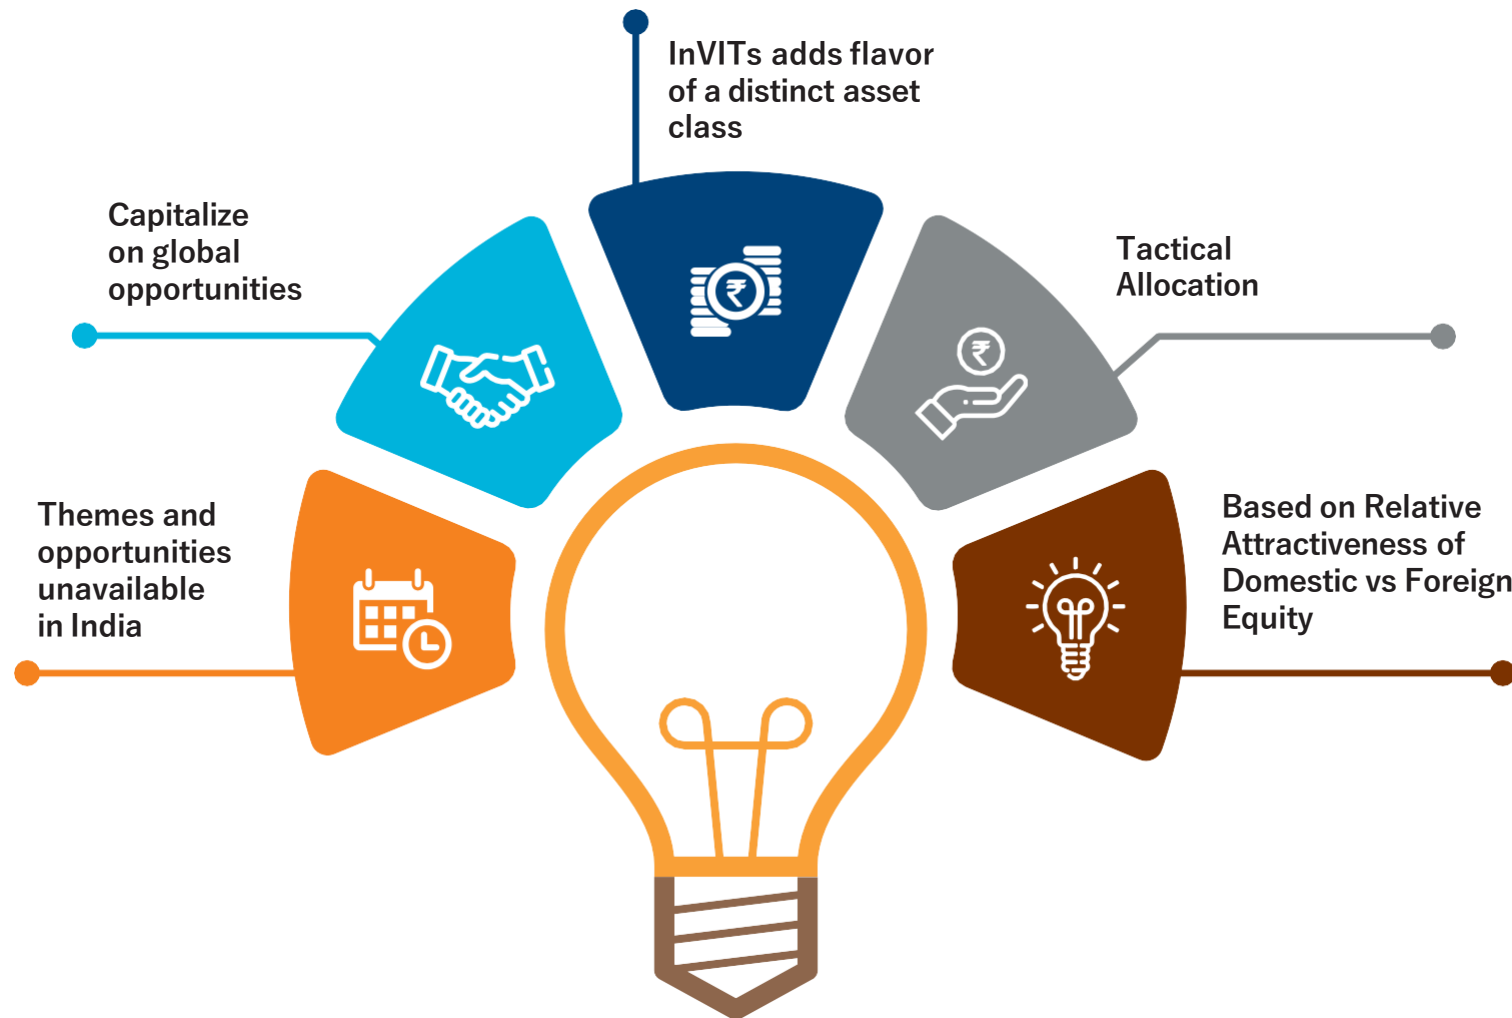 InVITs adds flavor
of a distinct asset
class
Capitalize
on global
opportunities
Tactical
Allocation
Themes and
opportunities
unavailable
in India
Based on Relative
Attractiveness of
Domestic vs Foreign
Equity
₹
₹